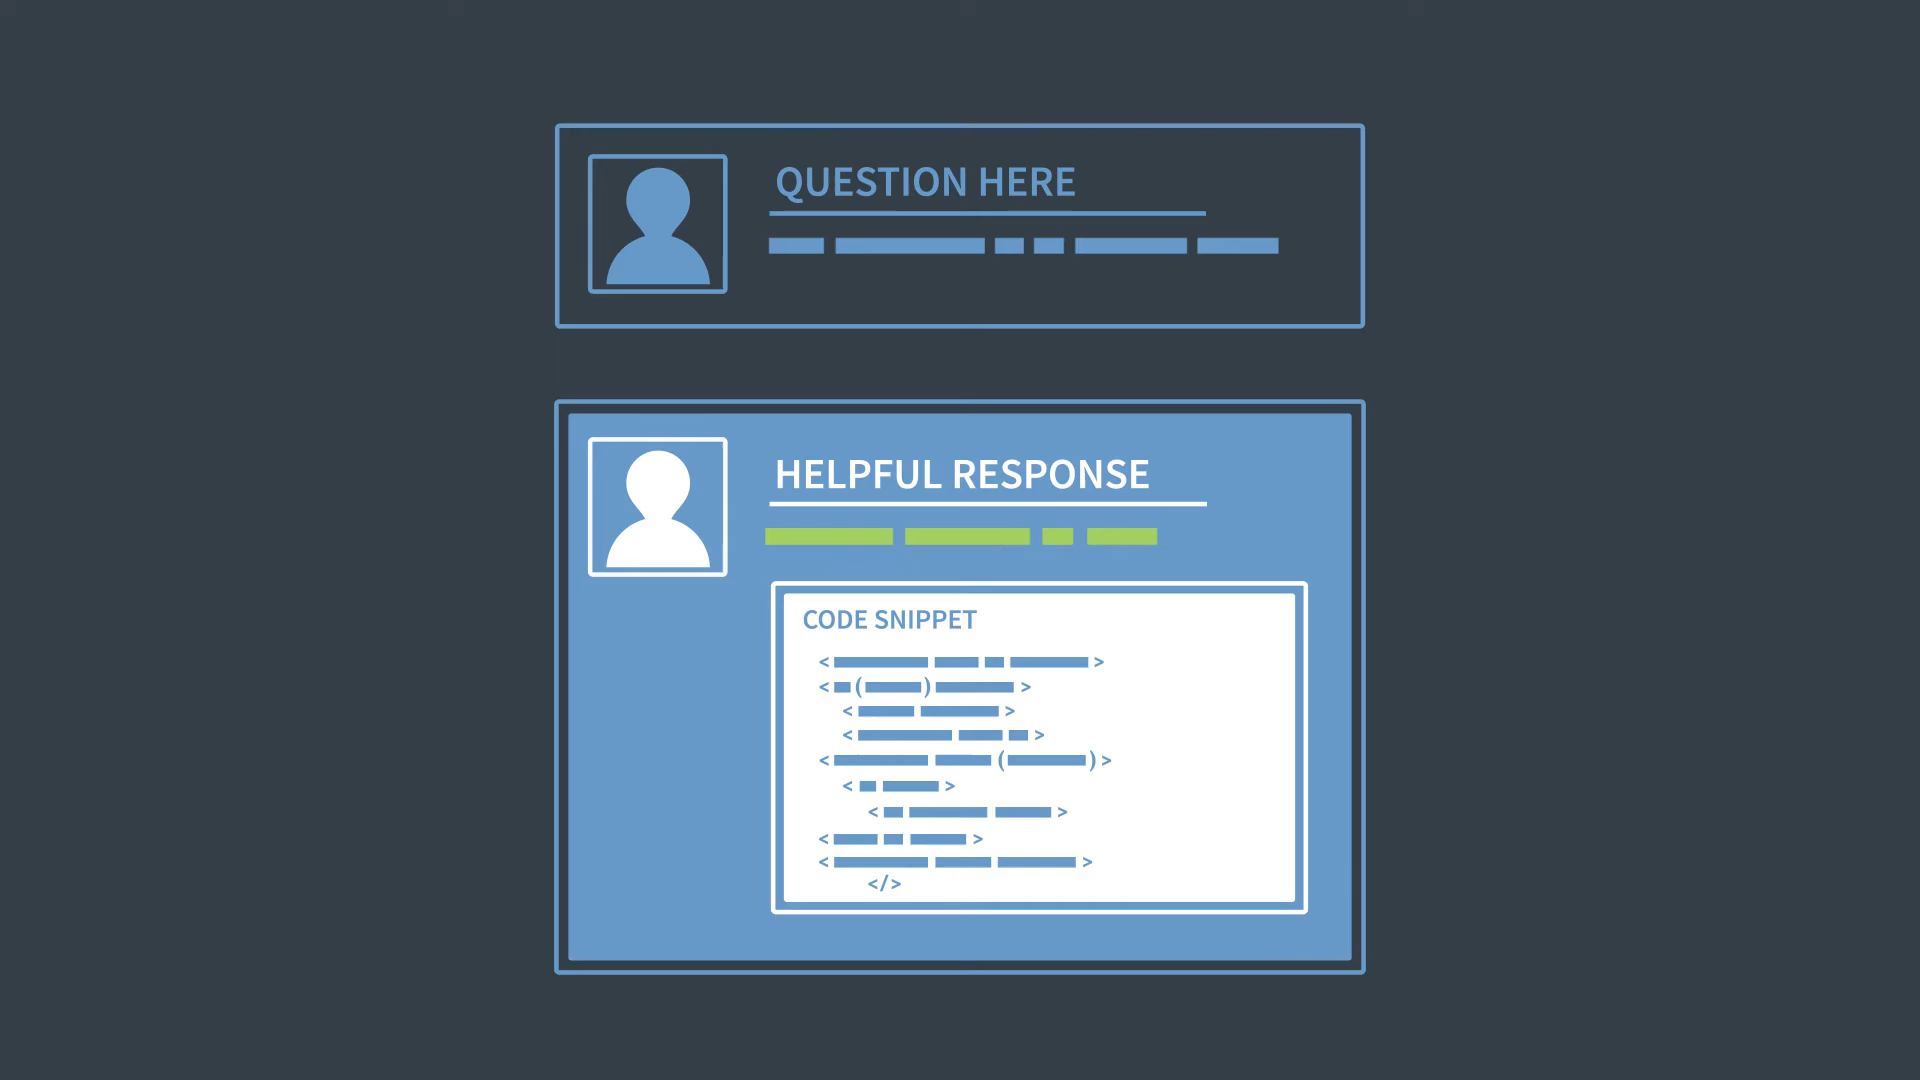 QUESTION HERE
HELPFUL RESPONSE
CODE SNIPPET
< >
< ( ) >
< >
< >
< ( ) >
< >
< >
< >
< >
</>